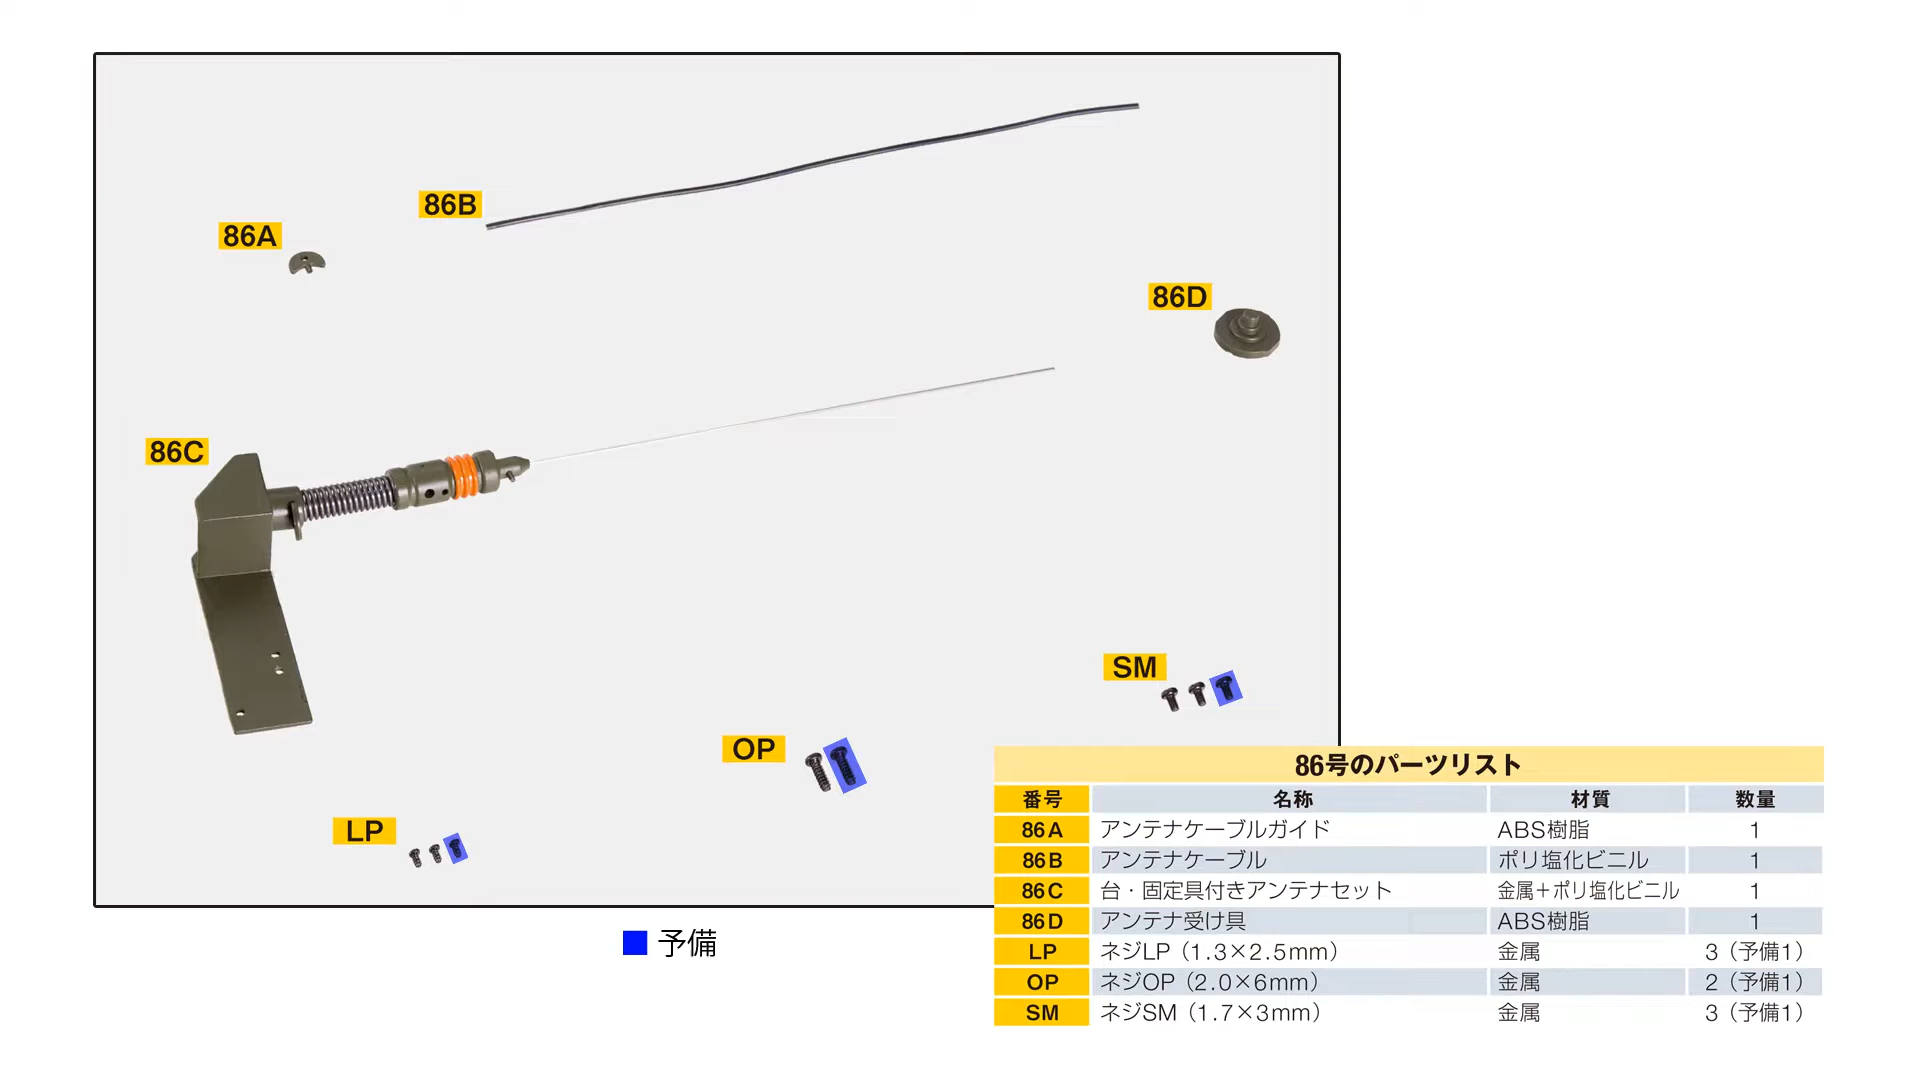 86B
86A
86D
86C
SM
OP
LP
予備
86号のパーツリスト
番号 名称 材質 数量
86A アンテナケーブルガイド ABS樹脂 1
86B アンテナケーブル ポリ塩化ビニル 1
86C 台・固定具付きアンテナセット 金属＋ポリ塩化ビニル 1
86D アンテナ受け具 ABS樹脂 1
LP ネジLP（1.3×2.5mm） 金属 3（予備1）
OP ネジOP（2.0×6mm） 金属 2（予備1）
SM ネジSM（1.7×3mm） 金属 3（予備1）